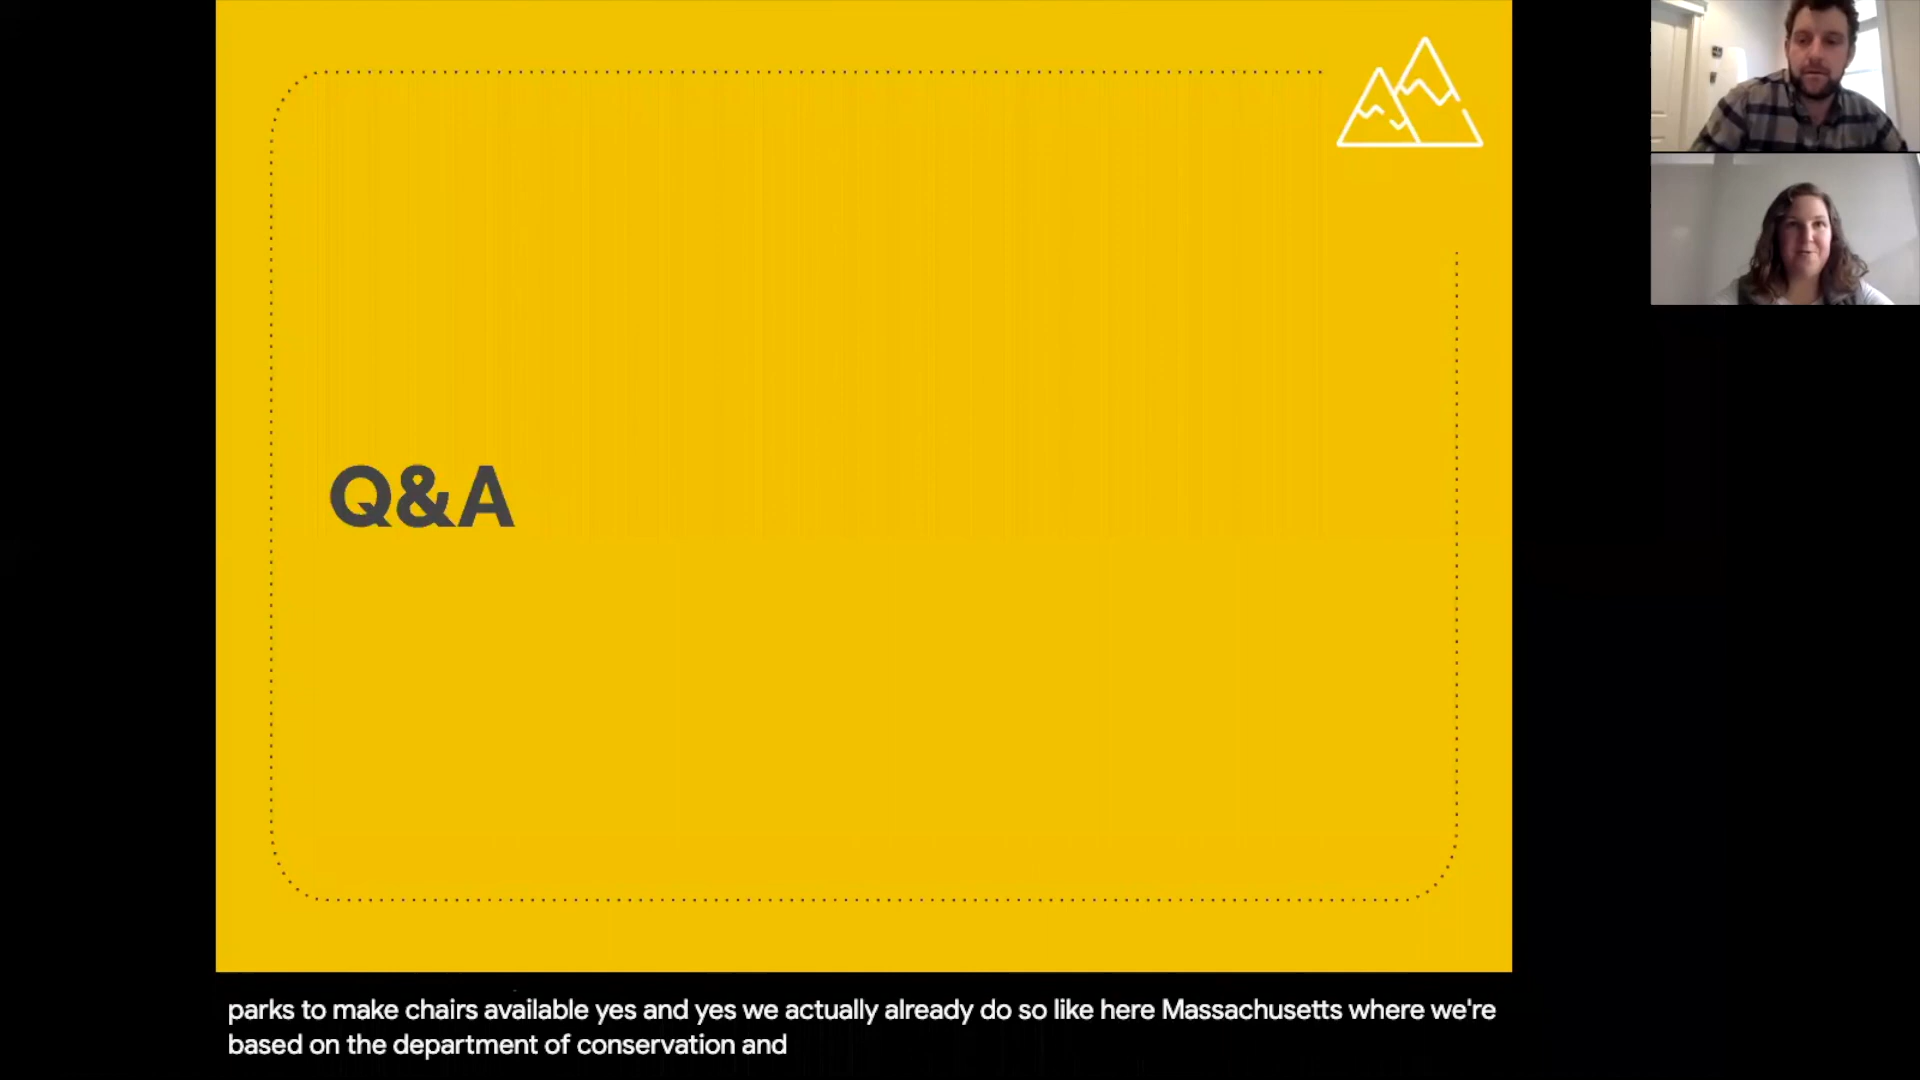 Q&A
parks to make chairs available yes and yes we actually already do so like here Massachusetts where we're
based on the department of conservation and